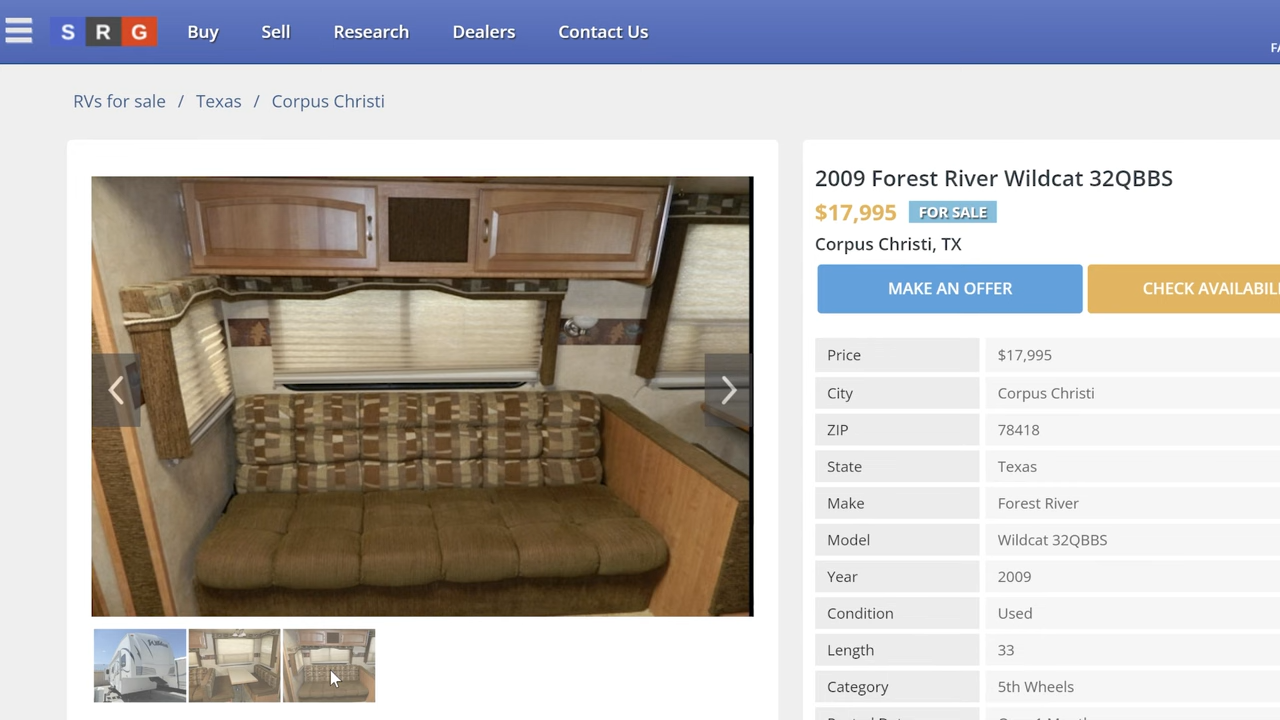 S R G Buy Sell Research Dealers Contact Us
RVs for sale / Texas / Corpus Christi
2009 Forest River Wildcat 32QBBS
$17,995 FOR SALE
Corpus Christi, TX
MAKE AN OFFER CHECK
Price $17,995
City Corpus Christi
ZIP 78418
State Texas
Make Forest River
Model Wildcat 32QBBS
Year 2009
Condition Used
Length 33
Category 5th Wheels